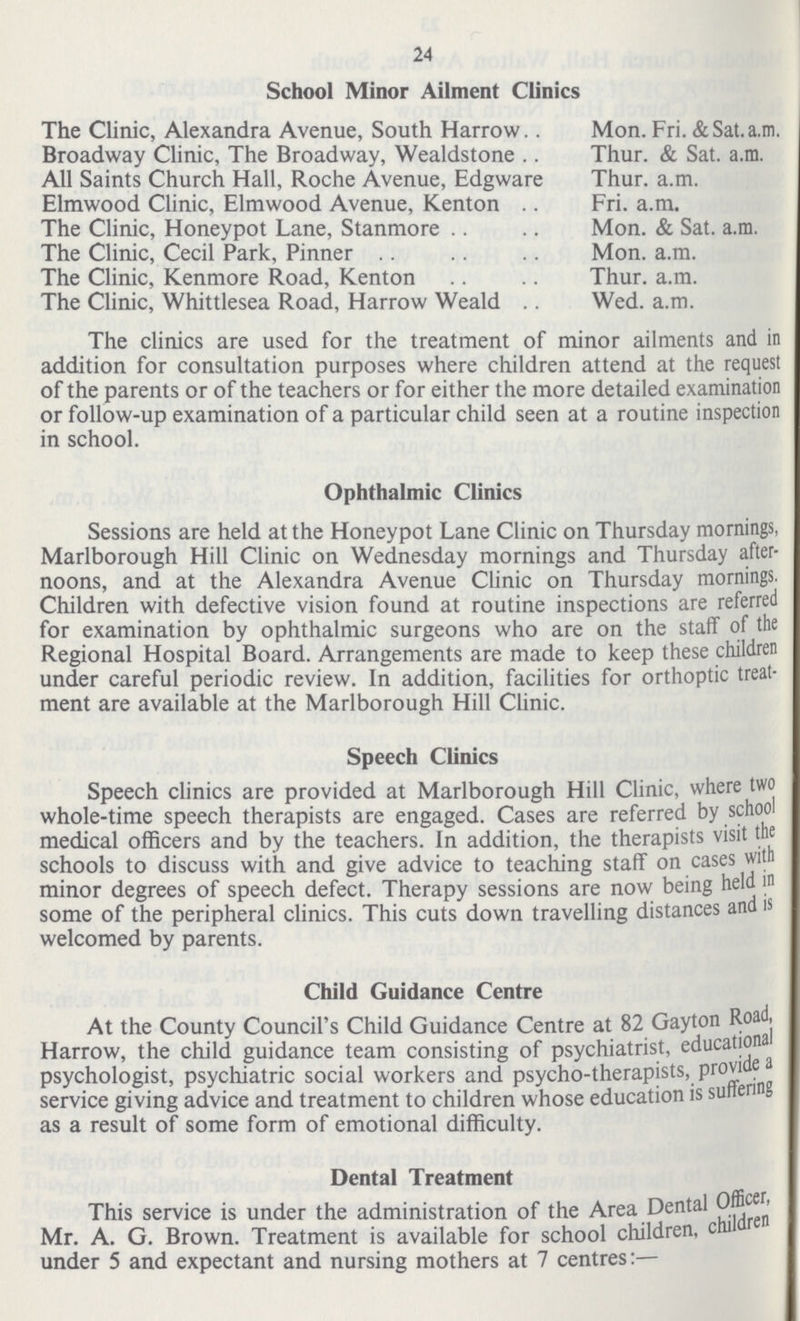 24
School Minor Ailment Clinics
The Clinic, Alexandra Avenue, South Harrow. . Mon. Fri. & Sat. a.m.
Broadway Clinic, The Broadway, Wealdstone . . Thur. & Sat. a.m.
All Saints Church Hall, Roche Avenue, Edgware Thur. a.m.
Elmwood Clinic, Elmwood Avenue, Kenton . . Fri. a.m.
The Clinic, Honeypot Lane, Stanmore . . . . Mon. & Sat. a.m.
The Clinic, Cecil Park, Pinner . . . . . . Mon. a.m.
The Clinic, Kenmore Road, Kenton . . . . Thur. a.m.
The Clinic, Whittlesea Road, Harrow Weald . . Wed. a.m.
The clinics are used for the treatment of minor ailments and in
addition for consultation purposes where children attend at the request
of the parents or of the teachers or for either the more detailed examination
or follow-up examination of a particular child seen at a routine inspection
in school.
Ophthalmic Clinics
Sessions are held at the Honeypot Lane Clinic on Thursday mornings,
Marlborough Hill Clinic on Wednesday mornings and Thursday after-
noons, and at the Alexandra Avenue Clinic on Thursday mornings.
Children with defective vision found at routine inspections are referred
for examination by ophthalmic surgeons who are on the staff of the
Regional Hospital Board. Arrangements are made to keep these children
under careful periodic review. In addition, facilities for orthoptic treat-
ment are available at the Marlborough Hill Clinic.
Speech Clinics
Speech clinics are provided at Marlborough Hill Clinic, where two
whole-time speech therapists are engaged. Cases are referred by school
medical officers and by the teachers. In addition, the therapists visit the
schools to discuss with and give advice to teaching staff on cases with
minor degrees of speech defect. Therapy sessions are now being held in
some of the peripheral clinics. This cuts down travelling distances and is
welcomed by parents.
Child Guidance Centre
At the County Council's Child Guidance Centre at 82 Gayton Road,
Harrow, the child guidance team consisting of psychiatrist, educational
psychologist, psychiatric social workers and psycho-therapists, provide a
service giving advice and treatment to children whose education is suffering
as a result of some form of emotional difficulty.
Dental Treatment
This service is under the administration of the Area Dental Officer,
Mr. A. G. Brown. Treatment is available for school children, children
under 5 and expectant and nursing mothers at 7 centres:—